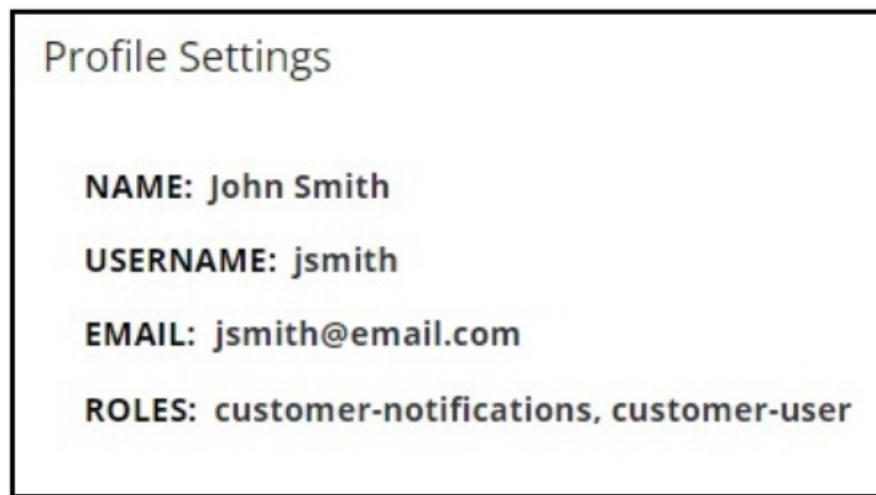 Profile Settings
NAME: John Smith
USERNAME: jsmith
EMAIL: jsmith@email.com
ROLES: customer-notifications, customer-user